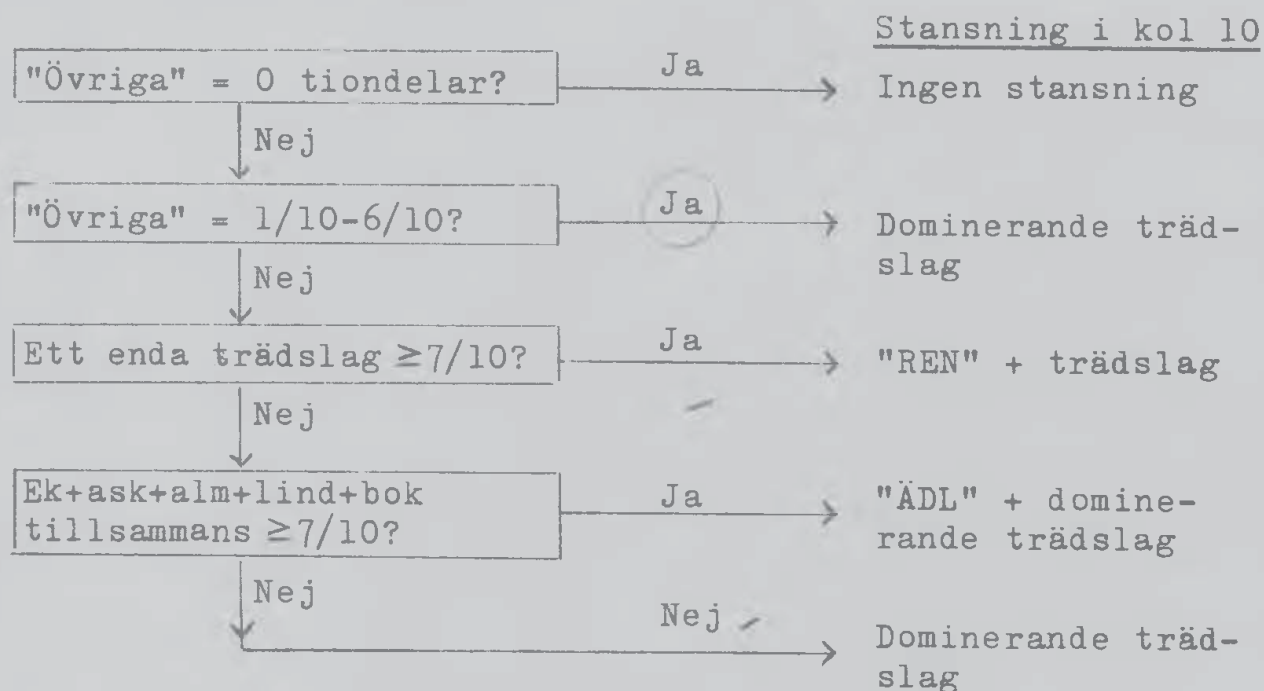 Stansning i kol 10
"Övriga" = 0 tiondelar?
Ja
Ingen stansning
Nej
"Övriga" = 1/10-6/10?
Ja
Dominerande träd-
slag
Nej
Ett enda trädslag ≥7/10?
Ja
"REN" + trädslag
Nej
Ek+ask+alm+lind+bok
tillsammans ≥7/10?
Ja
"ÄDL" + domine-
rande trädslag
Nej
Nej
Dominerande träd-
slag